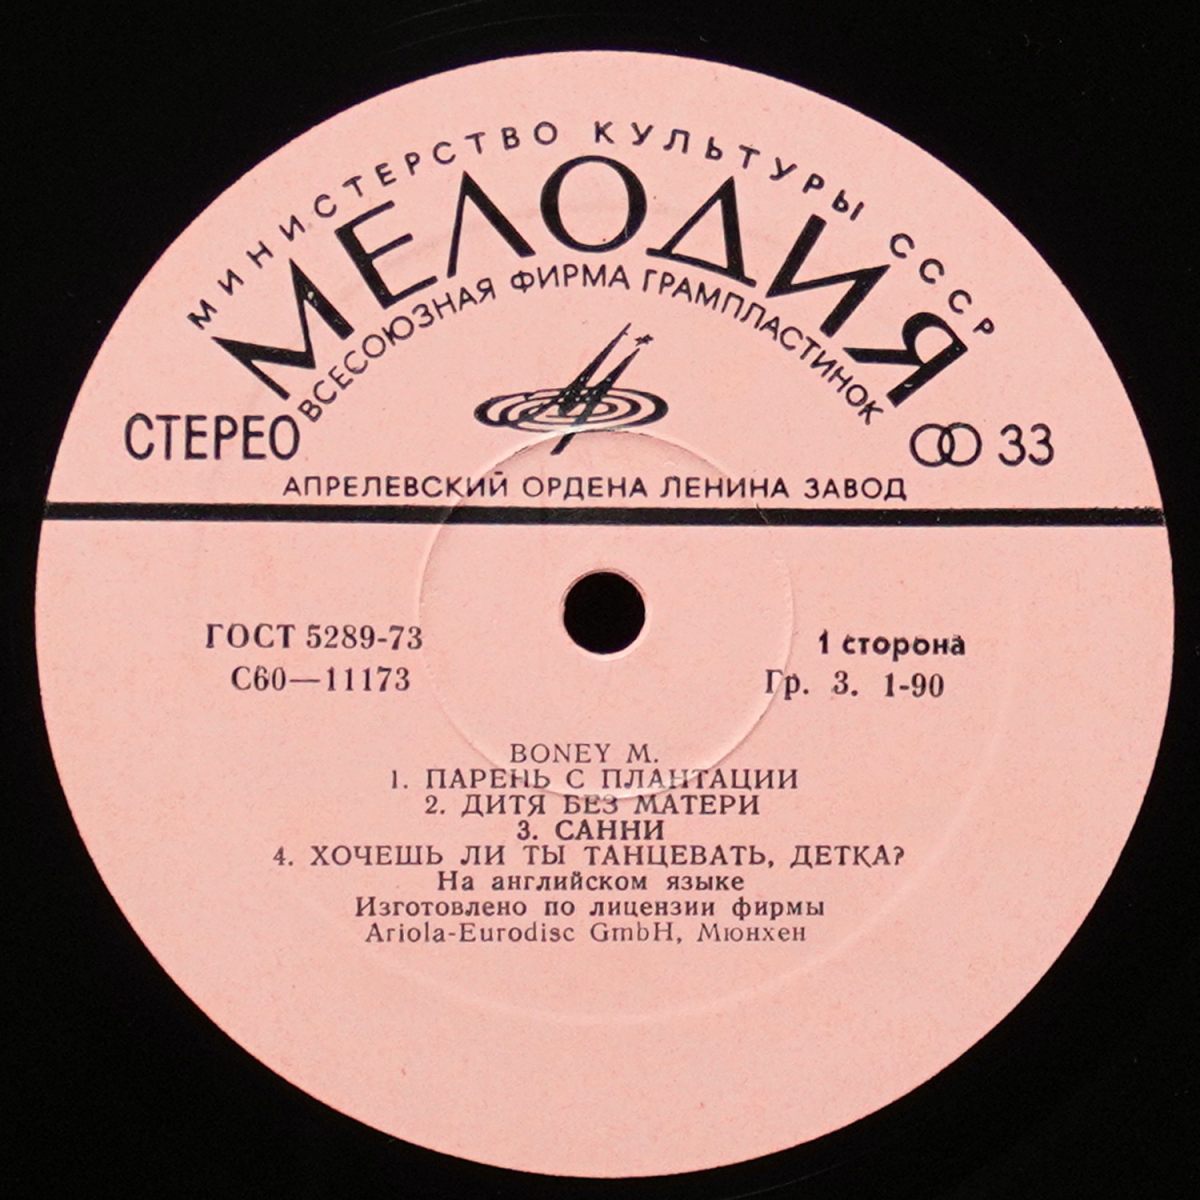 МИНИСТЕРСТВО КУЛЬТУРЫ СССР
МЕЛОДИЯ
ВСЕСОЮЗНАЯ ФИРМА ГРАМПЛАСТИНОК
СТЕРЕО
33
АПРЕЛЕВСКИЙ ОРДЕНА ЛЕНИНА ЗАВОД
ГОСТ 5289-73
1 сторона
С60—11173
Гр. 3. 1-90
BONEY M.
1. ПАРЕНЬ С ПЛАНТАЦИИ
2. ДИТЯ БЕЗ МАТЕРИ
3. САННИ
4. ХОЧЕШЬ ЛИ ТЫ ТАНЦЕВАТЬ, ДЕТКА?
На английском языке
Изготовлено по лицензии фирмы
Ariola-Eurodisc GmbH, Мюнхен